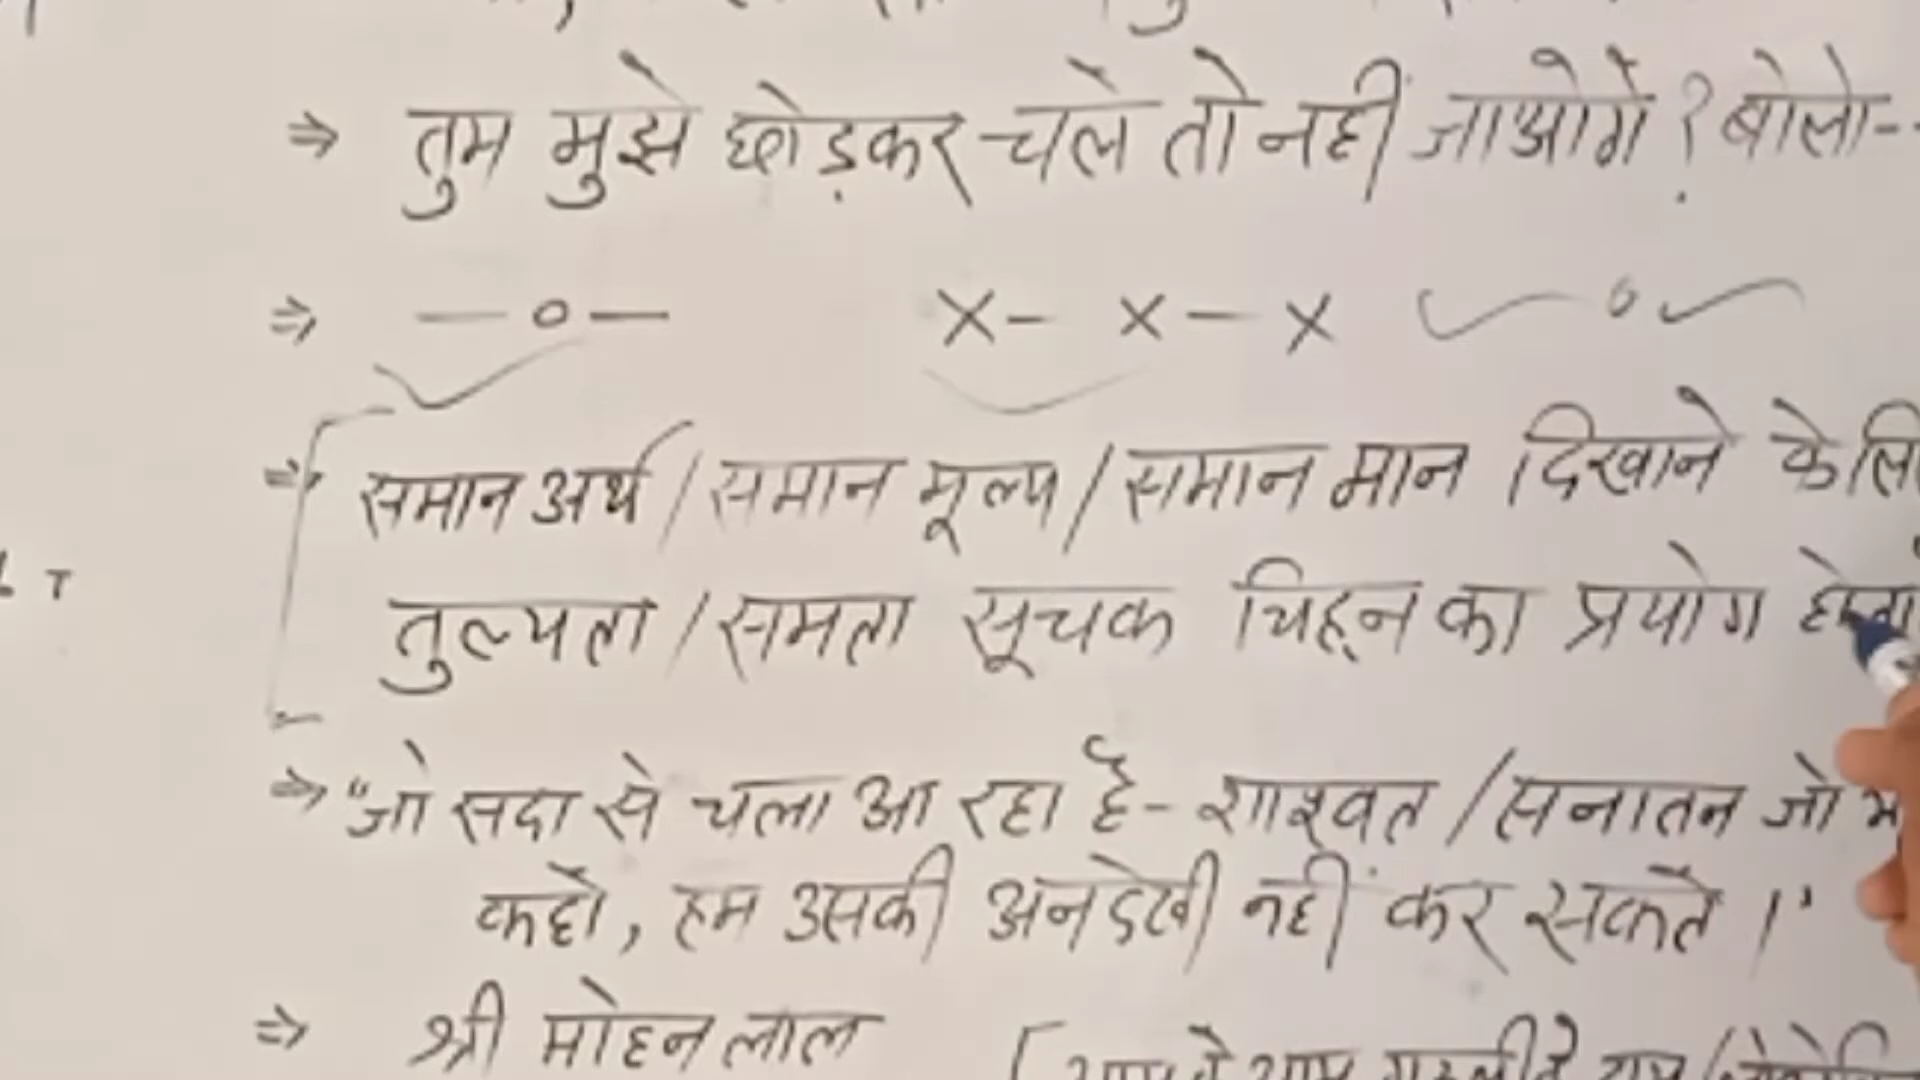 ⇒ तुम मुझे छोड़कर चले तो नहीं जाओगे? बोलो-
⇒ —०— X- X-X
⇒ समान अर्थ/समान मूल्य/समान मान दिखाने के
तुल्यता/समता सूचक चिह्न का प्रयोग
⇒ "जो सदा से चला आ रहा है- शाश्वत/सनातन जो
कहो, हम उसकी अनदेखी नहीं कर सकते।'
⇒ श्री मोहन लाल